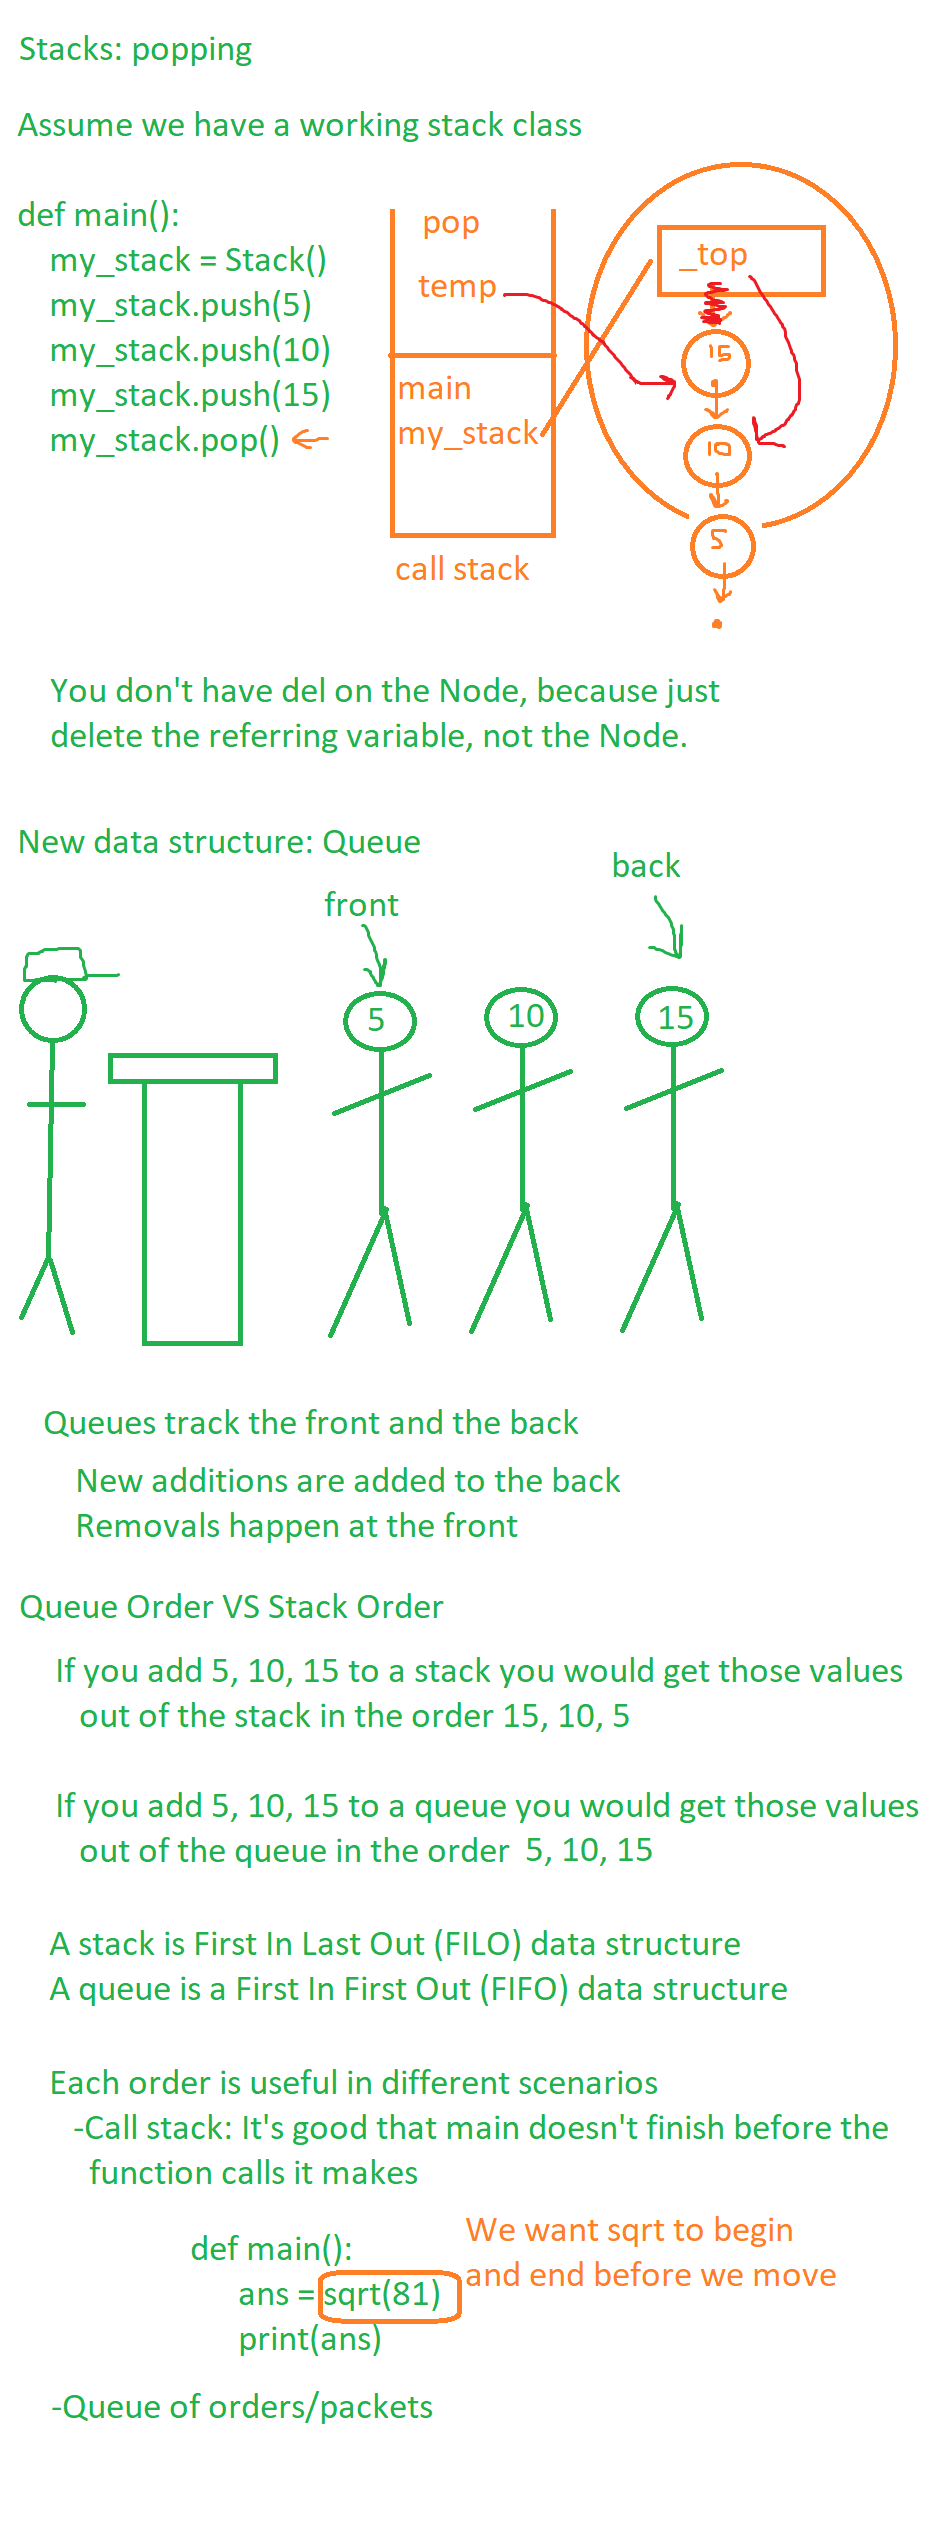 Stacks: popping
Assume we have a working stack class
def main():
my_stack = Stack()
my_stack.push(5)
my_stack.push(10)
my_stack.push(15)
my_stack.pop()
pop
temp
main
my_stack
call stack
_top
15
10
5
You don't have del on the Node, because just
delete the referring variable, not the Node.
New data structure: Queue
front
back
5
10
15
Queues track the front and the back
New additions are added to the back
Removals happen at the front
Queue Order VS Stack Order
If you add 5, 10, 15 to a stack you would get those values
out of the stack in the order 15, 10, 5
If you add 5, 10, 15 to a queue you would get those values
out of the queue in the order 5, 10, 15
A stack is First In Last Out (FILO) data structure
A queue is a First In First Out (FIFO) data structure
Each order is useful in different scenarios
-Call stack: It's good that main doesn't finish before the
function calls it makes
def main():
ans = sqrt(81)
print(ans)
We want sqrt to begin
and end before we move
-Queue of orders/packets